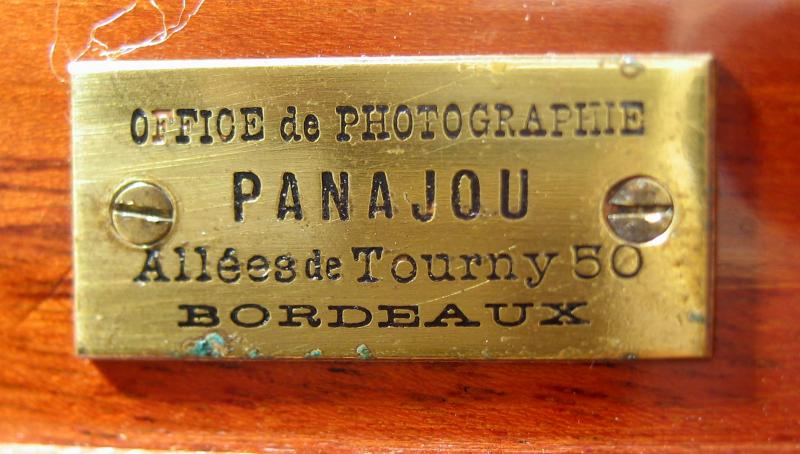 OFFICE de PHOTOGRAPHIE
PANAJOU
Allées de Tourny 50
BORDEAUX